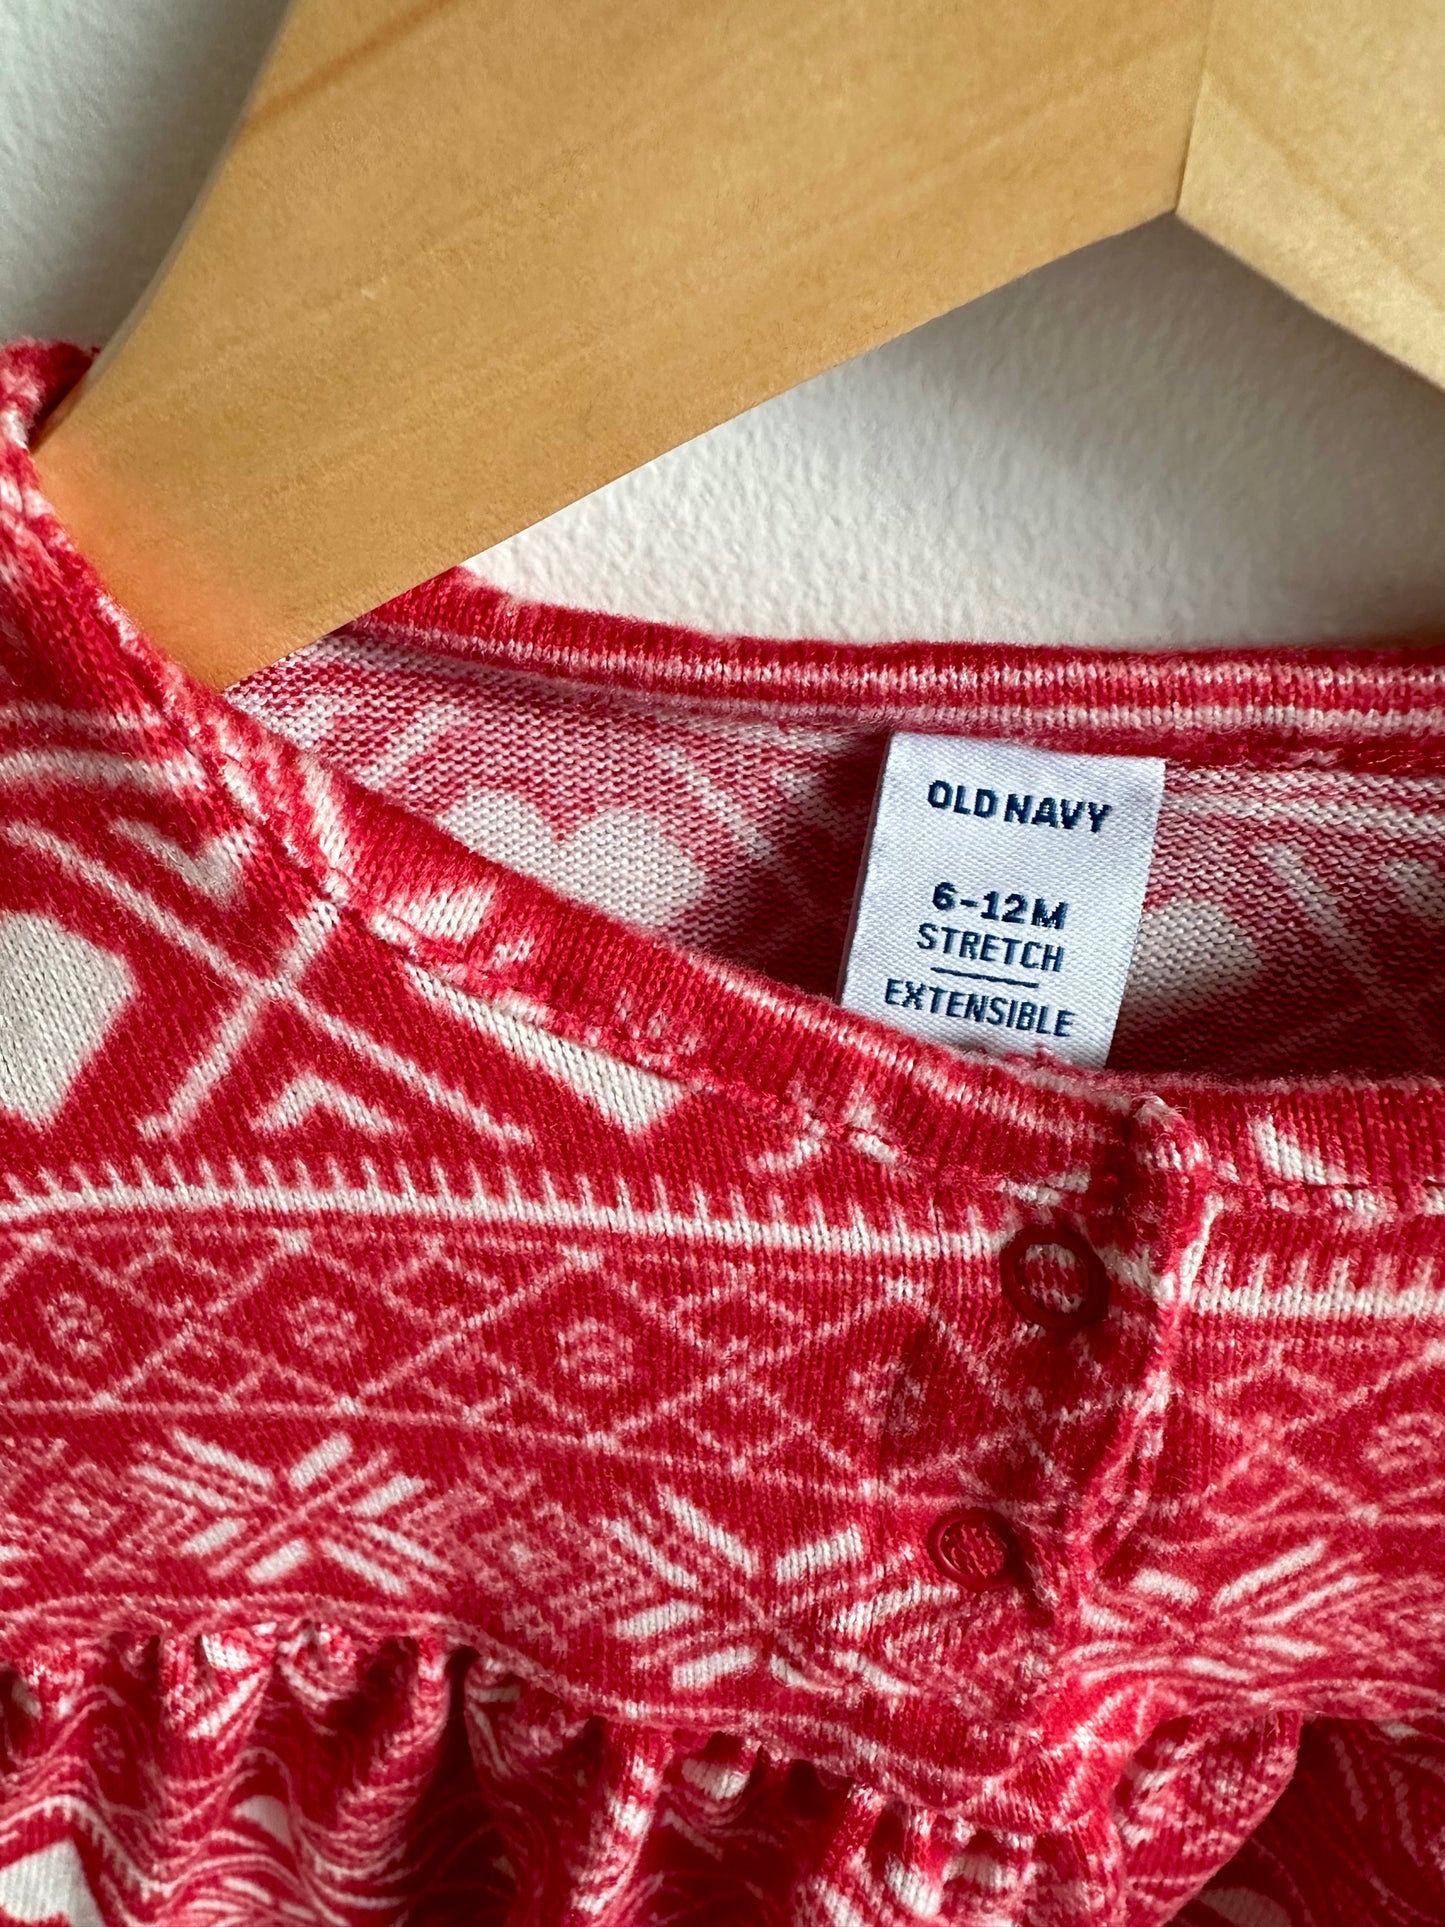 OLD NAVY
6-12M
STRETCH
EXTENSIBLE